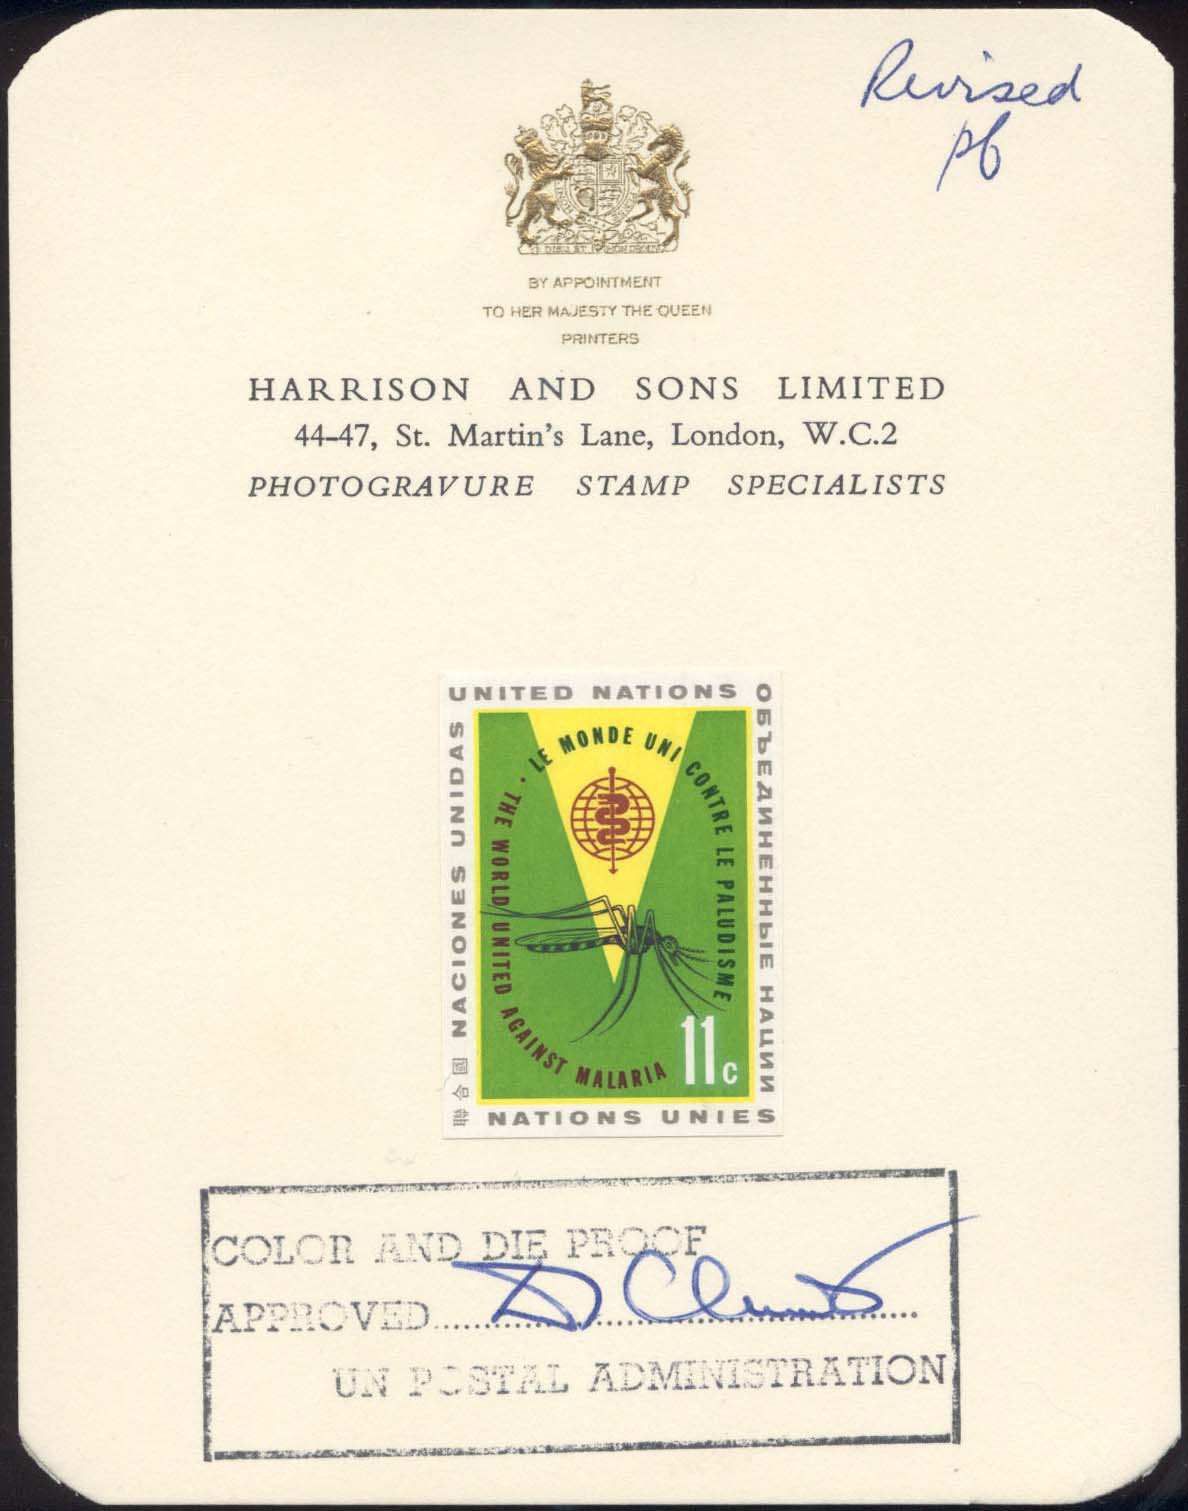 Revised
BY APPOINTMENT
TO HER MAJESTY THE QUEEN
PRINTERS
HARRISON AND SONS LIMITED
44-47, St. Martin's Lane, London, W.C.2
PHOTOGRAVURE STAMP SPECIALISTS
UNITED NATIONS
ОБЪЕДИНЕННЫЕ НАЦИИ
NACIONES UNIDAS
LE MONDE UNI CONTRE LE PALUDISME
· THE WORLD UNITED AGAINST MALARIA
11c
NATIONS UNIES
COLOR AND DIE PROOF
APPROVED
UN POSTAL ADMINISTRATION